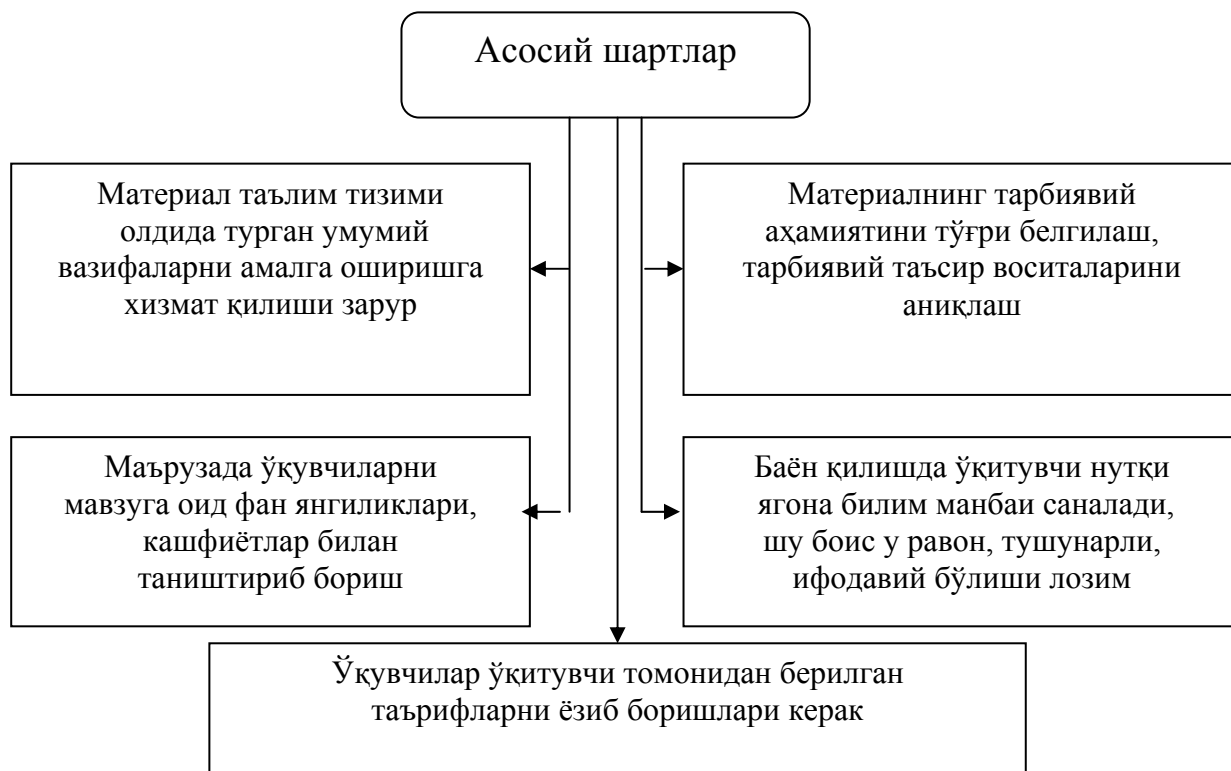 Асосий шартлар
Материал таълим тизими
олдида турган умумий
вазифаларни амалга оширишга
хизмат қилиши зарур
Материалнинг тарбиявий
аҳамиятини тўғри белгилаш,
тарбиявий таъсир воситаларини
аниқлаш
Маърузада ўқувчиларни
мавзуга оид фан янгиликлари,
кашфиётлар билан
таништириб бориш
Баён қилишда ўқитувчи нутқи
ягона билим манбаи саналади,
шу боис у равон, тушунарли,
ифодавий бўлиши лозим
Ўқувчилар ўқитувчи томонидан берилган
таърифларни ёзиб боришлари керак